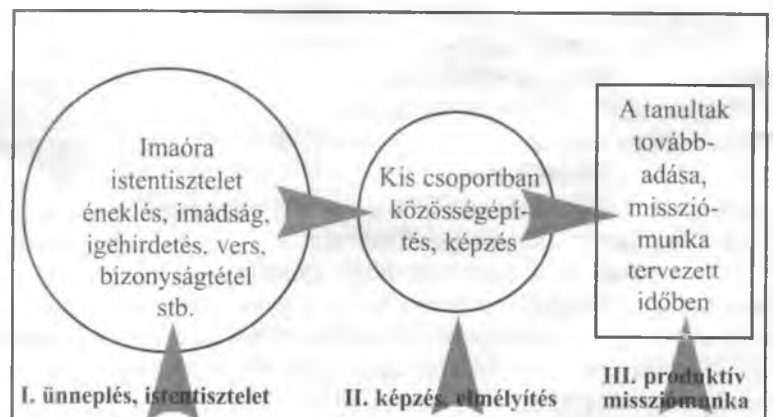 Imaóra
istentisztelet
éneklés, imádság,
igehirdetés, vers,
bizonyságtétel
stb.
Kis csoportban
közösségépí-
tés, képzés
A tanultak
tovább-
adása,
misszió-
munka
tervezett
időben
I. ünneplés, istentisztelet
II. képzés, elmélyítés
III. produktív
missziómunka